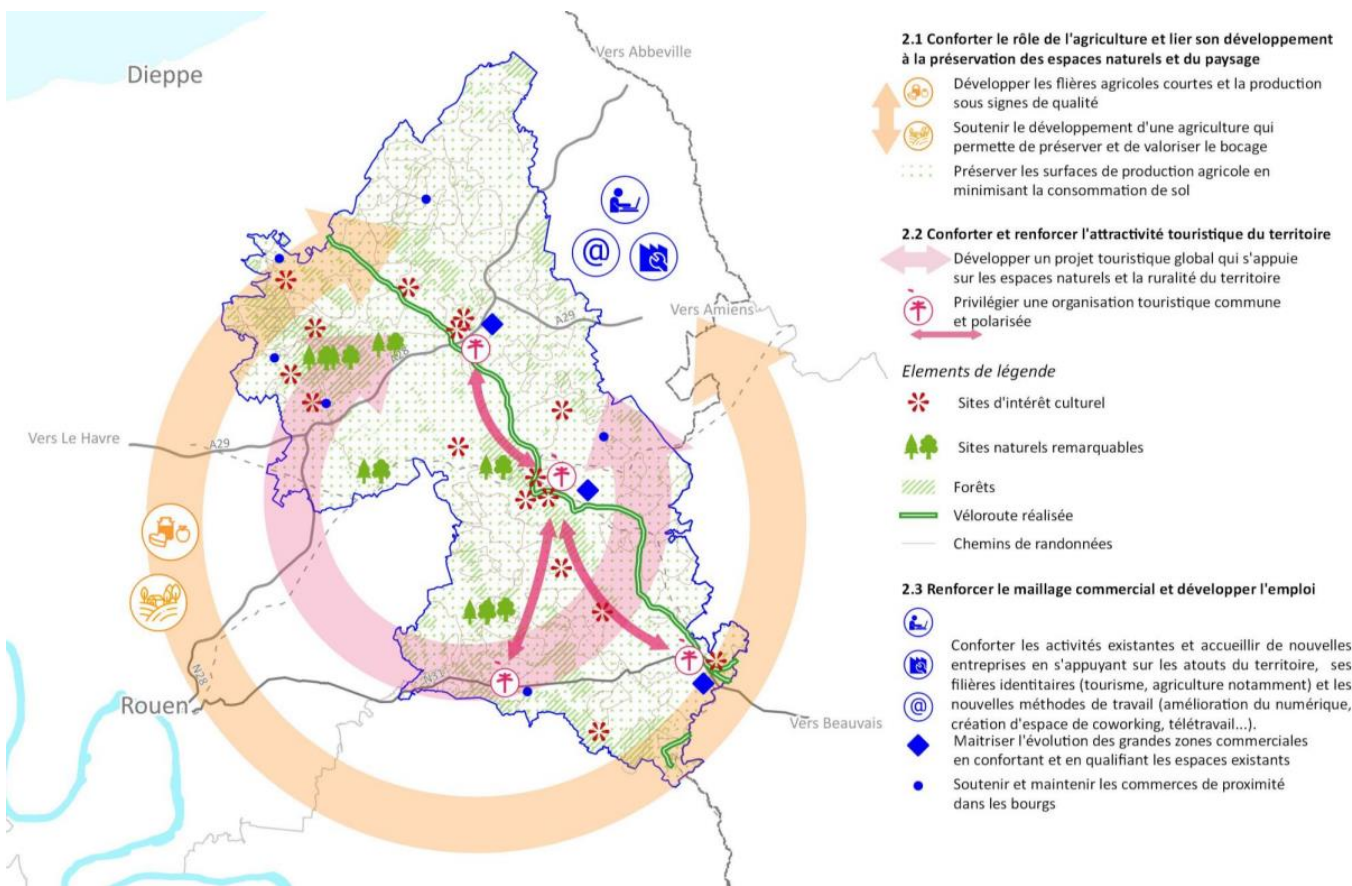 Dieppe
Vers Abbeville
@
A29
Vers Amiens
A28
Vers Le Havre
A29
N28
Rouen
N31
Vers Beauvais
2.1 Conforter le rôle de l'agriculture et lier son développement
à la préservation des espaces naturels et du paysage
Développer les flières agricoles courtes et la production
sous signes de qualité
Soutenir le développement d'une agriculture qui
permette de préserver et de valoriser le bocage
Préserver les surfaces de production agricole en
minimisant la consommation de sol
2.2 Conforter et renforcer l'attractivité touristique du territoire
Développer un projet touristique global qui s'appuie
sur les espaces naturels et la ruralité du territoire
Privilégier une organisation touristique commune
et polarisée
Elements de légende
Sites d'intérêt culturel
Sites naturels remarquables
Forêts
Véloroute réalisée
Chemins de randonnées
2.3 Renforcer le maillage commercial et développer l'emploi
Conforter les activités existantes et accueillir de nouvelles
entreprises en s'appuyant sur les atouts du territoire, ses
filières identitaires (tourisme, agriculture notamment) et les
@ nouvelles méthodes de travail (amélioration du numérique,
création d'espace de coworking, télétravail...).
Maitriser l'évolution des grandes zones commerciales
en confortant et en qualifiant les espaces existants
Soutenir et maintenir les commerces de proximité
dans les bourgs